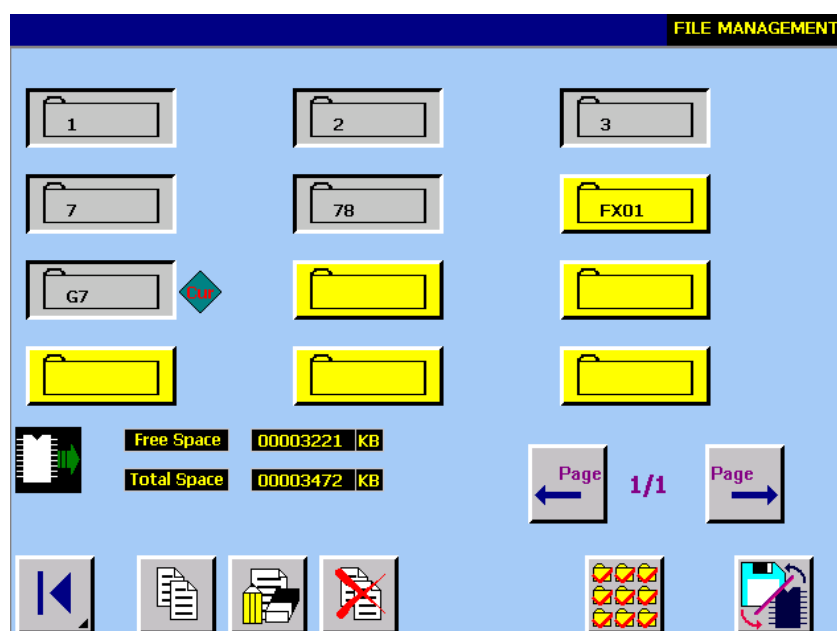 FILE MANAGEMENT
1
2
3
7
78
FX01
G7
Cur
Free Space 00003221 KB
Total Space 00003472 KB
Page 1/1 Page